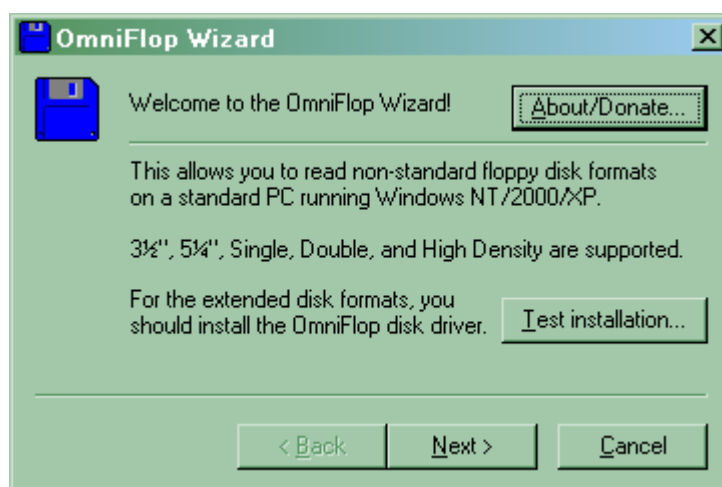 OmniFlop Wizard
Welcome to the OmniFlop Wizard!
About/Donate...
This allows you to read non-standard floppy disk formats
on a standard PC running Windows NT/2000/XP.
3½", 5¼", Single, Double, and High Density are supported.
For the extended disk formats, you
should install the OmniFlop disk driver.
Test installation...
< Back
Next >
Cancel